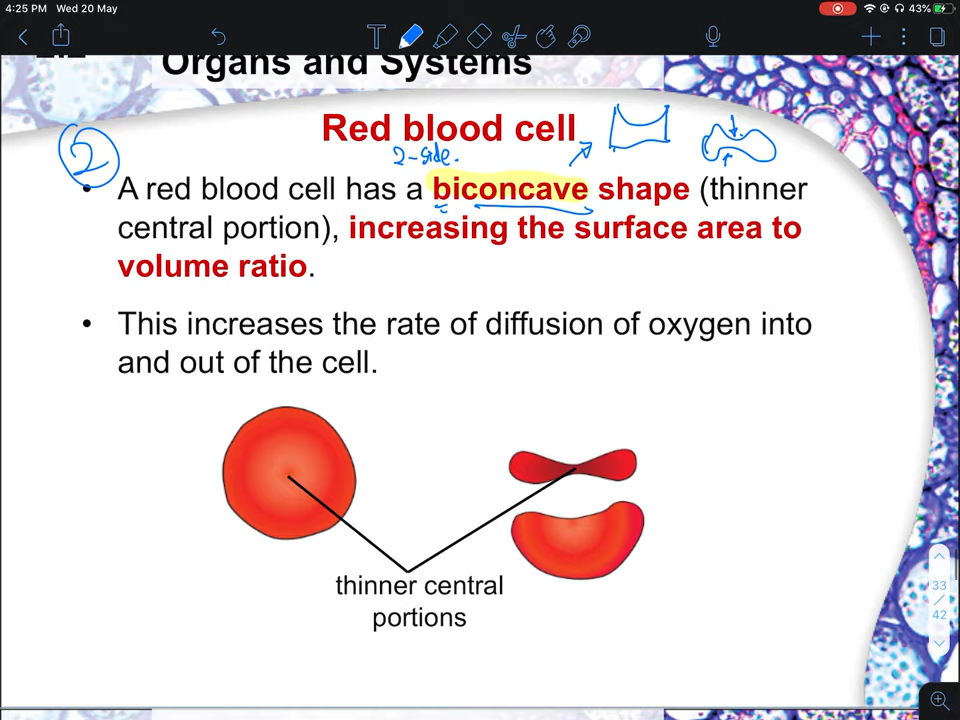 4:25 PM Wed 20 May
43%
Organs and Systems
Red blood cell
2
2-side.
• A red blood cell has a biconcave shape (thinner
central portion), increasing the surface area to
volume ratio.
• This increases the rate of diffusion of oxygen into
and out of the cell.
thinner central
portions
33
/
42